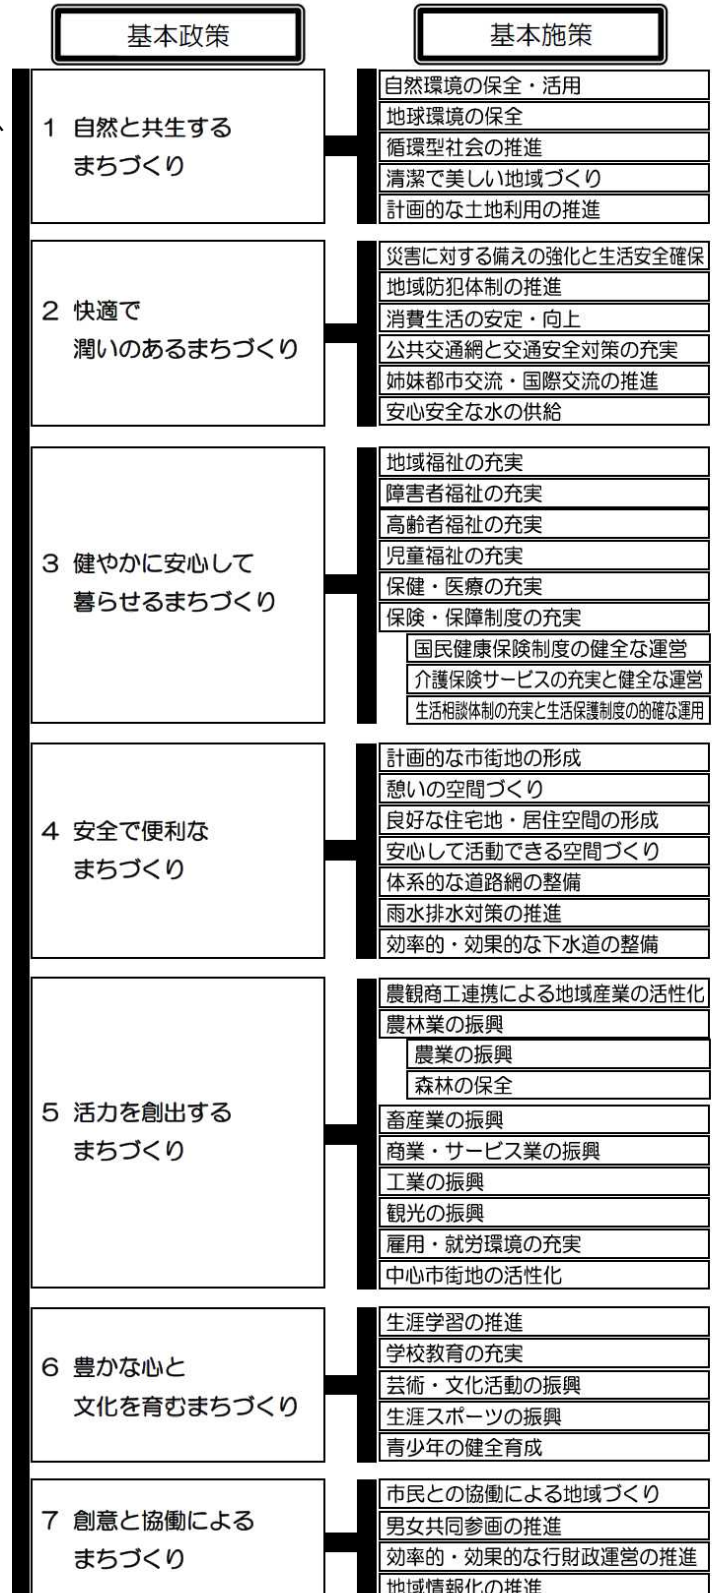 基本政策
基本施策
1 自然と共生する
まちづくり
自然環境の保全・活用
地球環境の保全
循環型社会の推進
清潔で美しい地域づくり
計画的な土地利用の推進
2 快適で
潤いのあるまちづくり
災害に対する備えの強化と生活安全確保
地域防犯体制の推進
消費生活の安定・向上
公共交通網と交通安全対策の充実
姉妹都市交流・国際交流の推進
安心安全な水の供給
3 健やかに安心して
暮らせるまちづくり
地域福祉の充実
障害者福祉の充実
高齢者福祉の充実
児童福祉の充実
保健・医療の充実
保険・保障制度の充実
国民健康保険制度の健全な運営
介護保険サービスの充実と健全な運営
生活相談体制の充実と生活保護制度の的確な運用
4 安全で便利な
まちづくり
計画的な市街地の形成
憩いの空間づくり
良好な住宅地・居住空間の形成
安心して活動できる空間づくり
体系的な道路網の整備
雨水排水対策の推進
効率的・効果的な下水道の整備
5 活力を創出する
まちづくり
農観商工連携による地域産業の活性化
農林業の振興
農業の振興
森林の保全
畜産業の振興
商業・サービス業の振興
工業の振興
観光の振興
雇用・就労環境の充実
中心市街地の活性化
6 豊かな心と
文化を育むまちづくり
生涯学習の推進
学校教育の充実
芸術・文化活動の振興
生涯スポーツの振興
青少年の健全育成
7 創意と協働による
まちづくり
市民との協働による地域づくり
男女共同参画の推進
効率的・効果的な行財政運営の推進
地域情報化の推進